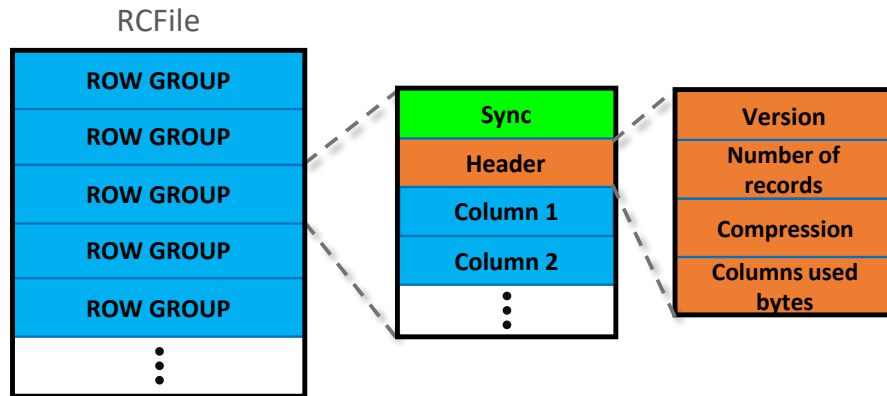 RCFile
ROW GROUP
ROW GROUP
ROW GROUP
ROW GROUP
ROW GROUP
Sync
Header
Column 1
Column 2
Version
Number of
records
Compression
Columns used
bytes